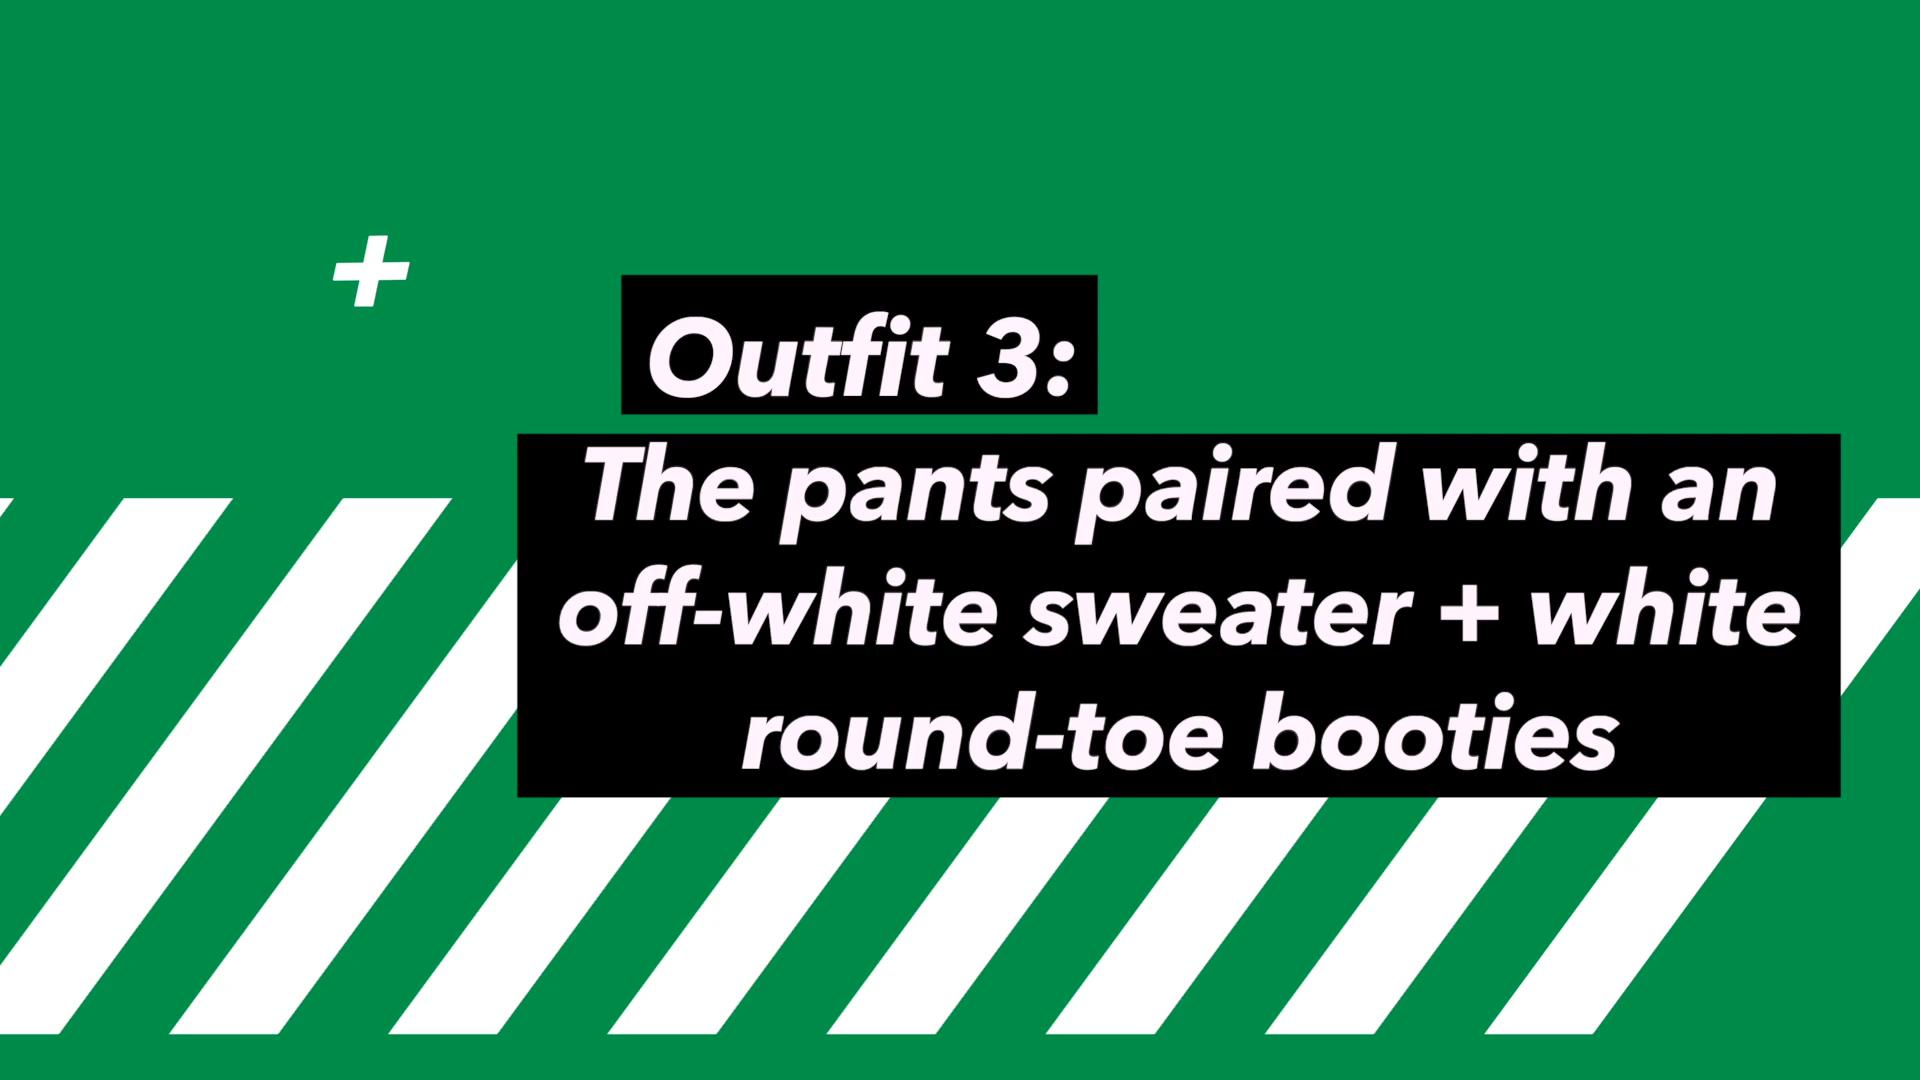 Outfit 3:
The pants paired with an
off-white sweater + white
round-toe booties